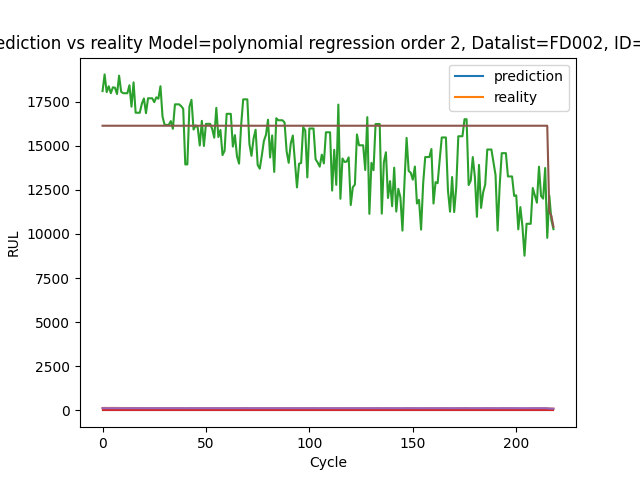 ediction vs reality Model=polynomial regression order 2, Datalist=FD002, ID=
prediction
reality
17500
15000
12500
10000
7500
5000
2500
0
RUL
0 50 100 150 200
Cycle